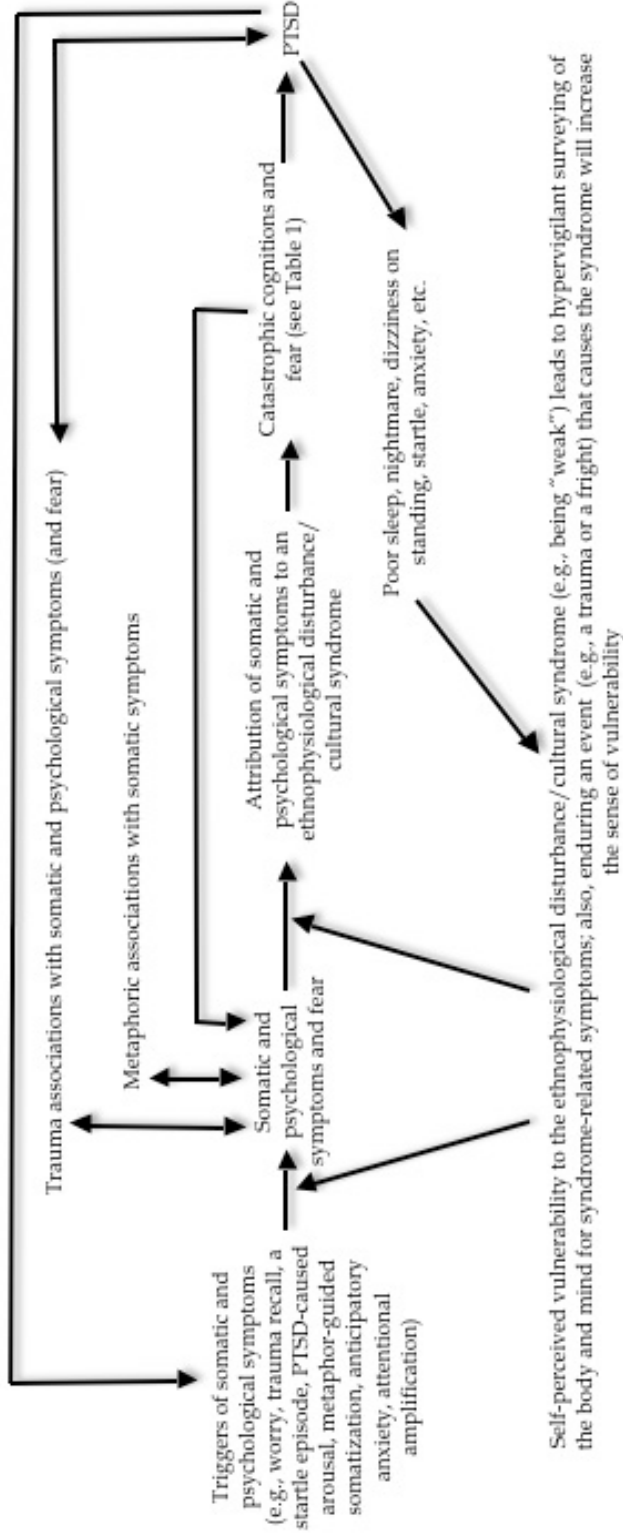 Trauma associations with somatic and psychological symptoms (and fear)
Metaphoric associations with somatic symptoms
Triggers of somatic and
psychological symptoms
(e.g., worry, trauma recall, a
startle episode, PTSD-caused
arousal, metaphor-guided
somatization, anticipatory
anxiety, attentional
amplification)
Somatic and
psychological
symptoms and fear
Attribution of somatic and
psychological symptoms to an
ethnophysiological disturbance/
cultural syndrome
Catastrophic cognitions and
fear (see Table 1)
PTSD
Poor sleep, nightmare, dizziness on
standing, startle, anxiety, etc.
Self-perceived vulnerability to the ethnophysiological disturbance/cultural syndrome (e.g., being "weak") leads to hypervigilant surveying of
the body and mind for syndrome-related symptoms; also, enduring an event (e.g., a trauma or a fright) that causes the syndrome will increase
the sense of vulnerability